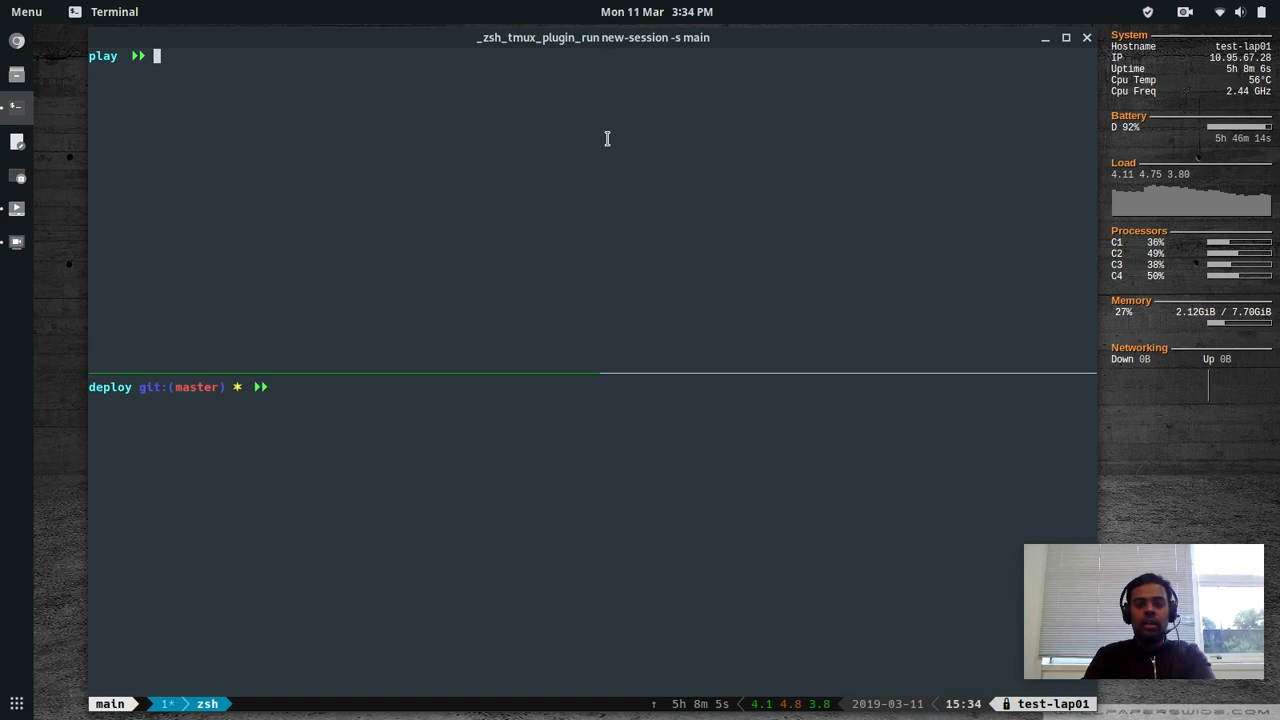 Menu Terminal Mon 11 Mar 3:34 PM
_zsh_tmux_plugin_run new-session -s main
play
deploy git:(master) ✶
main 1* zsh ↑ 5h 8m 5s 4.1 4.8 3.8 2019-03-11 15:34 test-lap01
System
Hostname test-lap01
IP 10.95.67.28
Uptime 5h 8m 6s
Cpu Temp 56°C
Cpu Freq 2.44 GHz
Battery
D 92%
5h 46m 14s
Load
4.11 4.75 3.80
Processors
C1 36%
C2 49%
C3 38%
C4 50%
Memory
27% 2.12GiB / 7.70GiB
Networking
Down 0B Up 0B